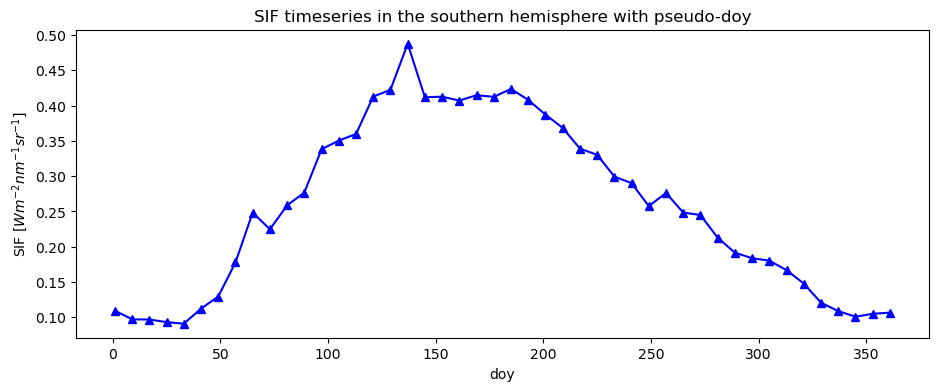 SIF timeseries in the southern hemisphere with pseudo-doy
SIF [Wm⁻²nm⁻¹sr⁻¹]
0.50
0.45
0.40
0.35
0.30
0.25
0.20
0.15
0.10
0 50 100 150 200 250 300 350
doy